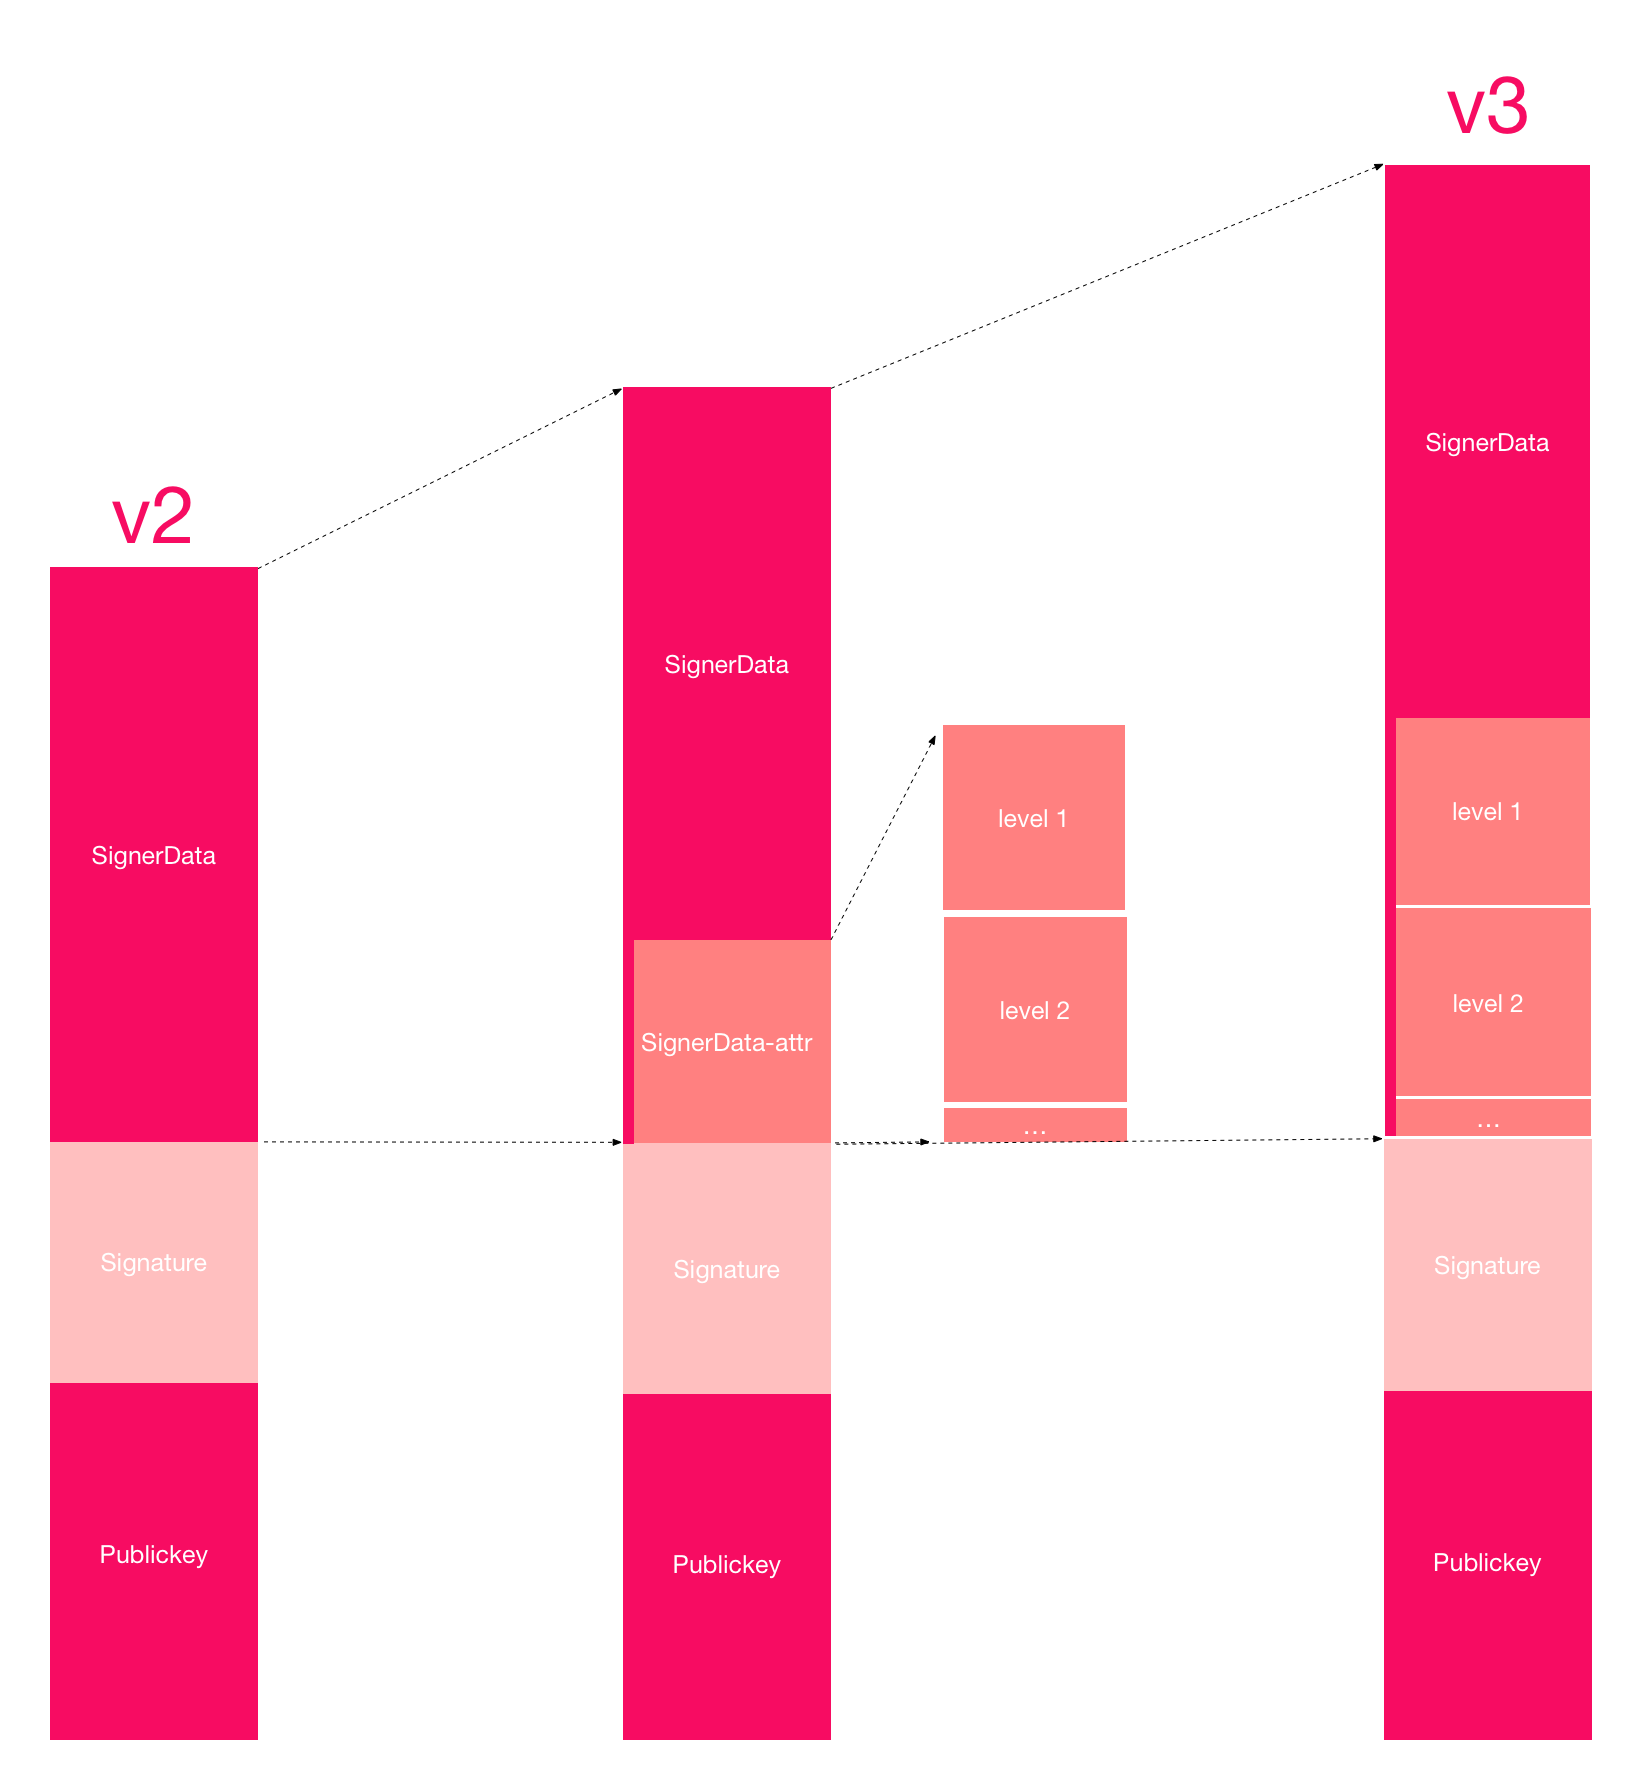 v3
v2
SignerData
SignerData
SignerData
level 1
level 1
level 2
level 2
SignerData-attr
...
...
Signature
Signature
Signature
Publickey
Publickey
Publickey